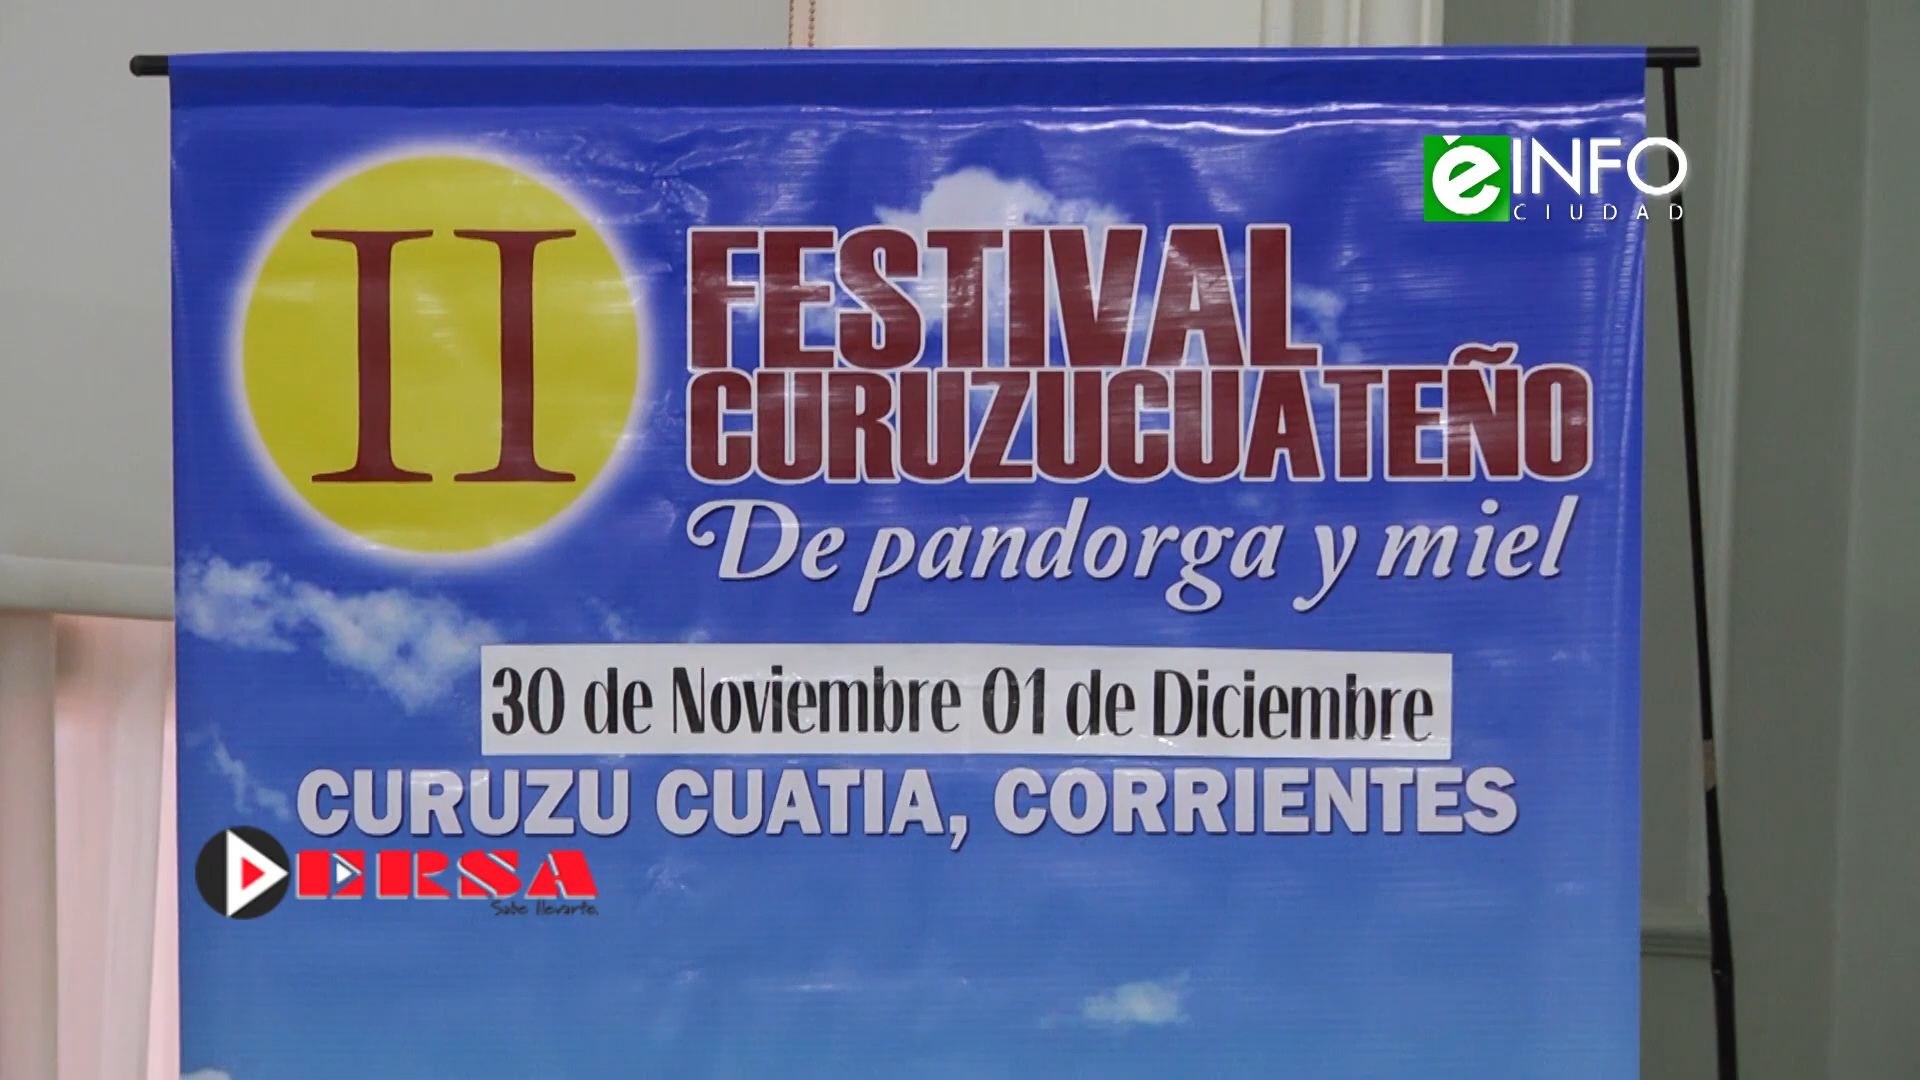 èINFO
CIUDAD
II
FESTIVAL
CURUZUCUATEÑO
De pandorga y miel
30 de Noviembre 01 de Diciembre
CURUZU CUATIA, CORRIENTES
ERSA
Sabe llevarte.